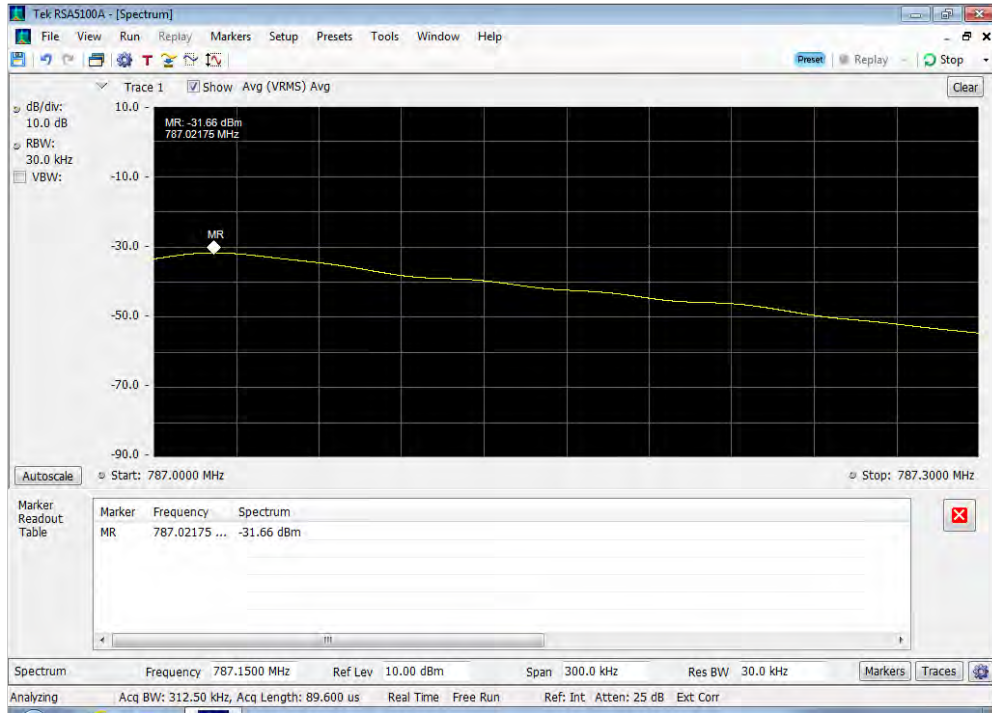 Tek RSA5100A - [Spectrum]
File View Run Replay Markers Setup Presets Tools Window Help
T
Preset Replay Stop
Trace 1 Show Avg (VRMS) Avg Clear
dB/div:
10.0 dB
RBW:
30.0 kHz
VBW:
10.0 -
-10.0 -
-30.0 -
-50.0 -
-70.0 -
-90.0 -
MR: -31.66 dBm
787.02175 MHz
MR
Autoscale Start: 787.0000 MHz Stop: 787.3000 MHz
Marker
Readout
Table
Marker Frequency Spectrum
MR 787.02175 ... -31.66 dBm
Spectrum Frequency 787.1500 MHz Ref Lev 10.00 dBm Span 300.0 kHz Res BW 30.0 kHz Markers Traces
Analyzing Acq BW: 312.50 kHz, Acq Length: 89.600 us Real Time Free Run Ref: Int Atten: 25 dB Ext Corr